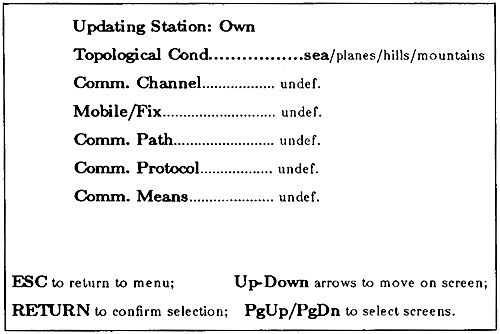 Updating Station: Own
Topological Cond.................sea/planes/hills/mountains
Comm. Channel.................. undef.
Mobile/Fix............................ undef.
Comm. Path......................... undef.
Comm. Protocol.................. undef.
Comm. Means..................... undef.
ESC to return to menu; Up-Down arrows to move on screen;
RETURN to confirm selection; PgUp/PgDn to select screens.